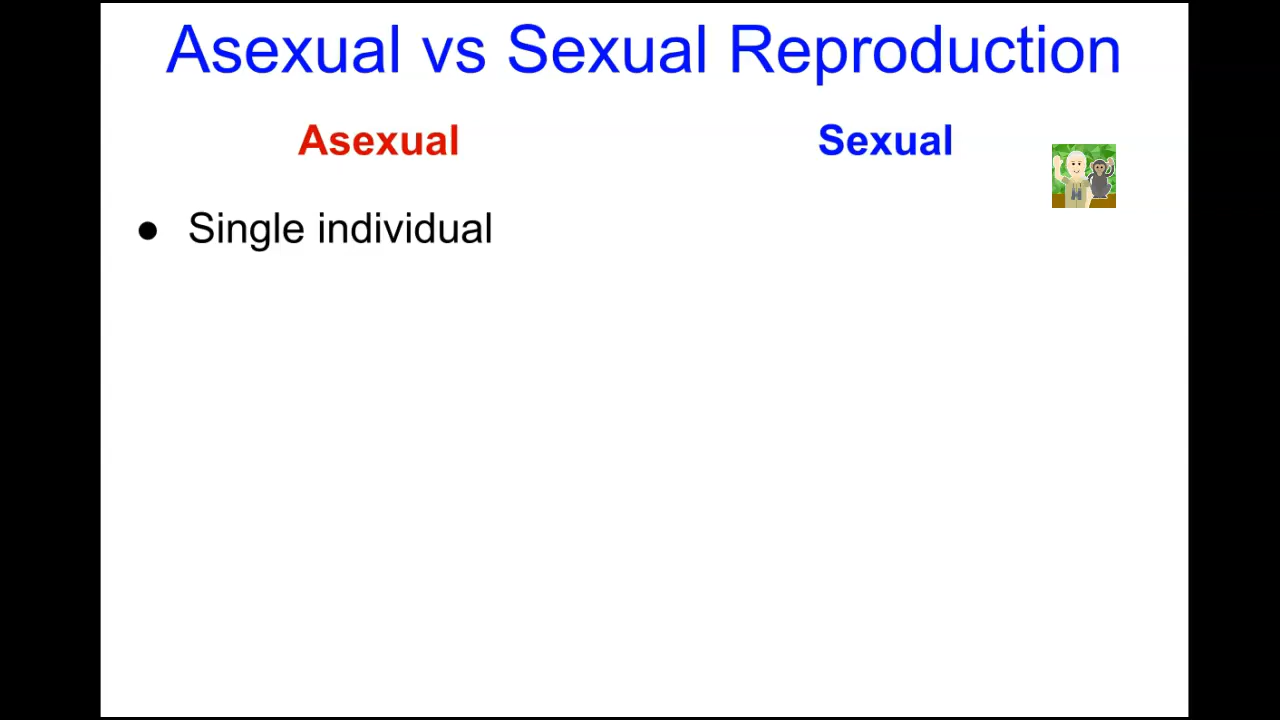 Asexual vs Sexual Reproduction
Asexual
Sexual
● Single individual